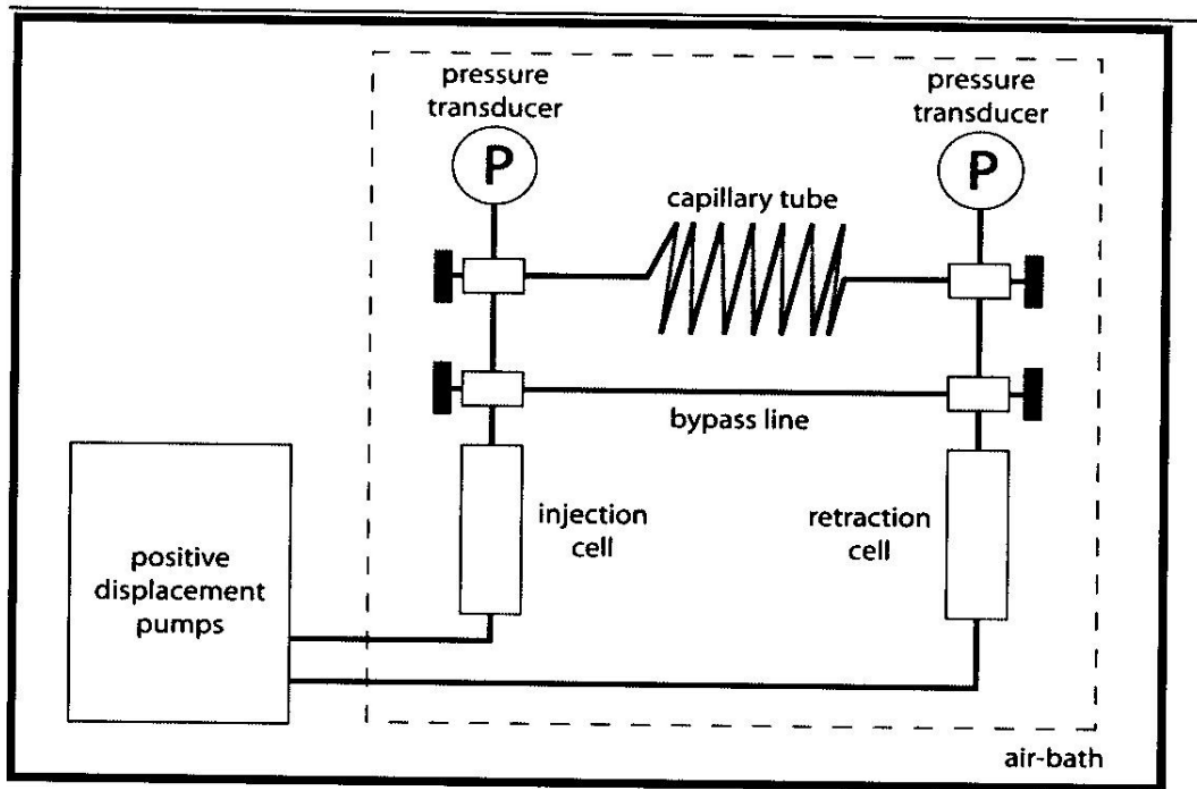 pressure
transducer
P
pressure
transducer
P
capillary tube
bypass line
injection
cell
retraction
cell
positive
displacement
pumps
air-bath